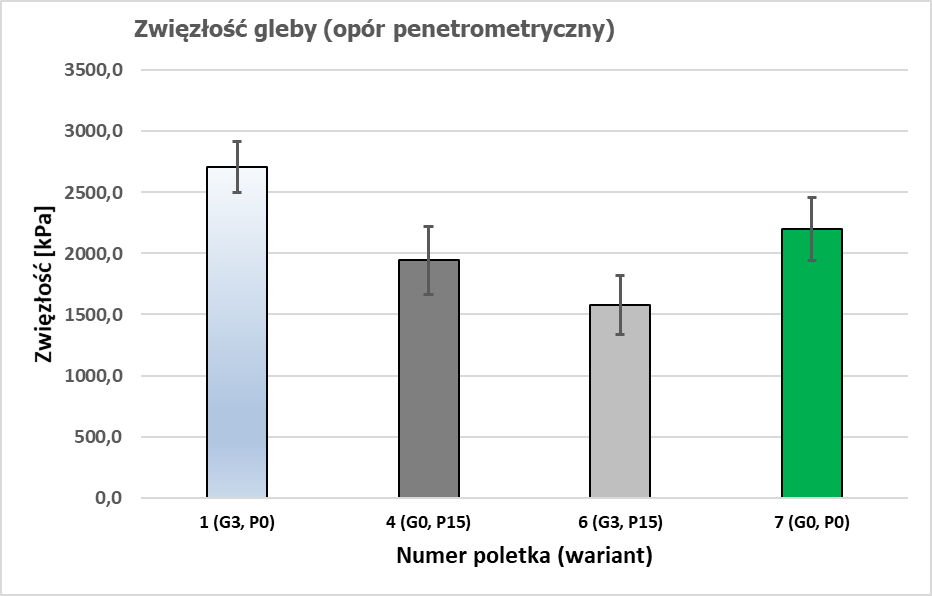 Zwięzłość gleby (opór penetrometryczny)
3500,0
3000,0
2500,0
2000,0
1500,0
1000,0
500,0
0,0
Zwięzłość [kPa]
1 (G3, P0)
4 (G0, P15)
6 (G3, P15)
7 (G0, P0)
Numer poletka (wariant)